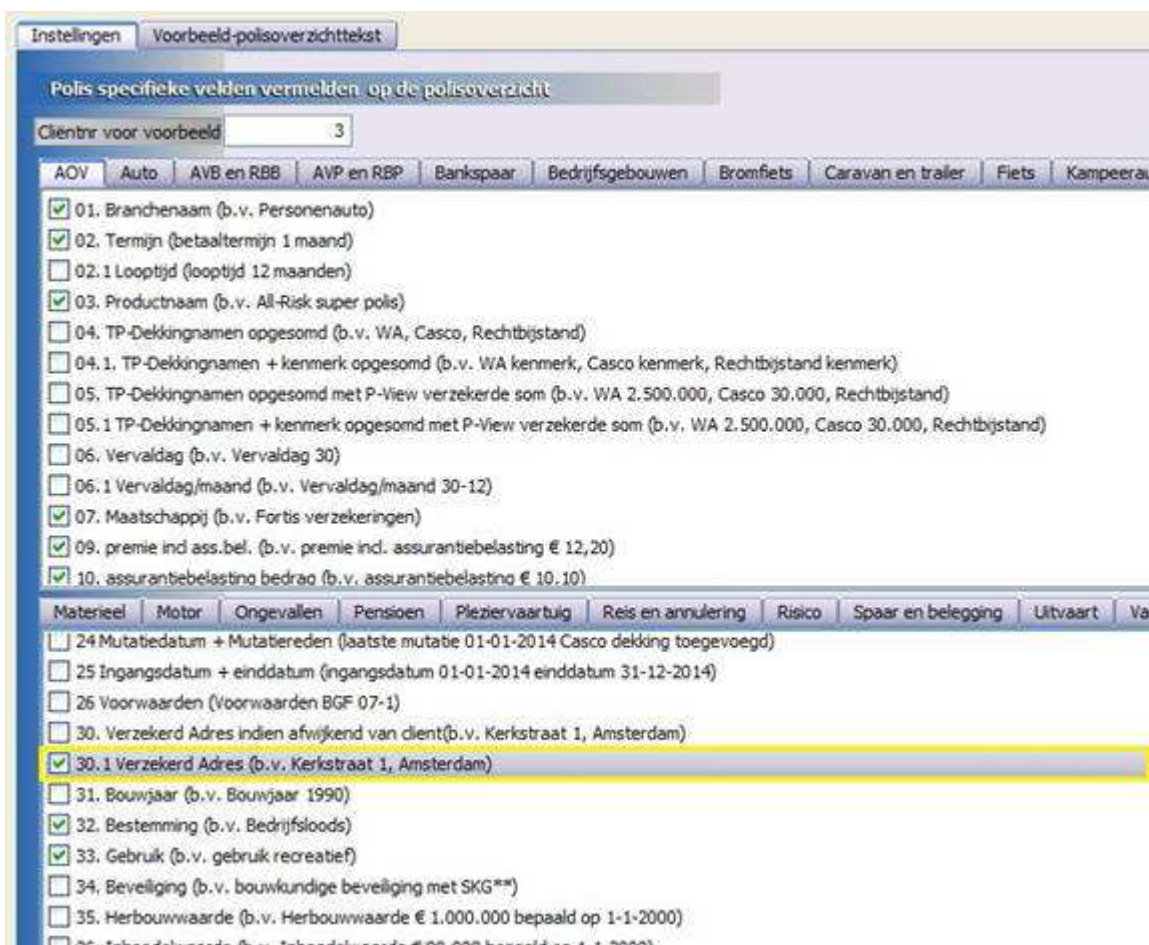 Instellingen Voorbeeld-polisoverzichttekst
Polis specifieke velden vermelden op de polisoverzicht
Cliëntnr voor voorbeeld 3
AOV Auto AVB en RBB AVP en RBP Bankspaar Bedrijfsgebouwen Bromfiets Caravan en trailer Fiets Kampeerau
01. Branchenaam (b.v. Personenauto)
02. Termijn (betaaltermijn 1 maand)
02.1 Looptijd (looptijd 12 maanden)
03. Productnaam (b.v. All-Risk super polis)
04. TP-Dekkingnamen opgesomd (b.v. WA, Casco, Rechtbijstand)
04.1. TP-Dekkingnamen + kenmerk opgesomd (b.v. WA kenmerk, Casco kenmerk, Rechtbijstand kenmerk)
05. TP-Dekkingnamen opgesomd met P-View verzekerde som (b.v. WA 2.500.000, Casco 30.000, Rechtbijstand)
05.1 TP-Dekkingnamen + kenmerk opgesomd met P-View verzekerde som (b.v. WA 2.500.000, Casco 30.000, Rechtbijstand)
06. Vervaldag (b.v. Vervaldag 30)
06.1 Vervaldag/maand (b.v. Vervaldag/maand 30-12)
07. Maatschappij (b.v. Fortis verzekeringen)
09. premie incl ass.bel. (b.v. premie incl. assurantiebelasting € 12,20)
10. assurantiebelasting bedrag (b.v. assurantiebelasting € 10.10)
Materieel Motor Ongevallen Pensioen Pleziervaartuig Reis en annulering Risico Spaar en belegging Uitvaart Va
24 Mutatiedatum + Mutatiereden (laatste mutatie 01-01-2014 Casco dekking toegevoegd)
25 Ingangsdatum + einddatum (ingangsdatum 01-01-2014 einddatum 31-12-2014)
26 Voorwaarden (Voorwaarden BGF 07-1)
30. Verzekerd Adres indien afwijkend van client(b.v. Kerkstraat 1, Amsterdam)
30.1 Verzekerd Adres (b.v. Kerkstraat 1, Amsterdam)
31. Bouwjaar (b.v. Bouwjaar 1990)
32. Bestemming (b.v. Bedrijfsloods)
33. Gebruik (b.v. gebruik recreatief)
34. Beveiliging (b.v. bouwkundige beveiliging met SKG**)
35. Herbouwwaarde (b.v. Herbouwwaarde € 1.000.000 bepaald op 1-1-2000)